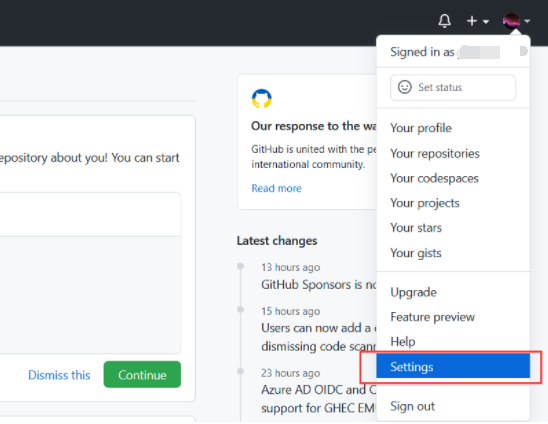 Signed in as
Set status
Your profile
Your repositories
Your codespaces
Your projects
Your stars
Your gists
Upgrade
Feature preview
Help
Settings
Sign out
epository about you! You can start
Dismiss this
Continue
Our response to the wa
GitHub is united with the pe
international community.
Read more
Latest changes
13 hours ago
GitHub Sponsors is no
15 hours ago
Users can now add a
dismissing code scan
23 hours ago
Azure AD OIDC and
support for GHEC EMU